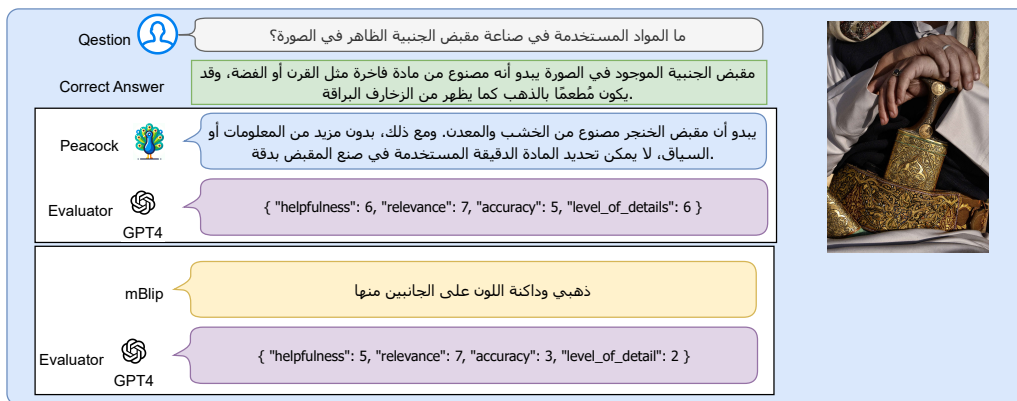 Qestion
ما المواد المستخدمة في صناعة مقبض الجنبية الظاهر في الصورة؟
Correct Answer
مقبض الجنبية الموجود في الصورة يبدو أنه مصنوع من مادة فاخرة مثل القرن أو الفضة، وقد
يكون مُطعمًا بالذهب كما يظهر من الزخارف البراقة.
Peacock
يبدو أن مقبض الخنجر مصنوع من الخشب والمعدن. ومع ذلك، بدون مزيد من المعلومات أو
السياق، لا يمكن تحديد المادة الدقيقة المستخدمة في صنع المقبض بدقة.
Evaluator
GPT4
{ "helpfulness": 6, "relevance": 7, "accuracy": 5, "level_of_details": 6 }
mBlip
ذهبي وداكنة اللون على الجانبين منها
Evaluator
GPT4
{ "helpfulness": 5, "relevance": 7, "accuracy": 3, "level_of_detail": 2 }